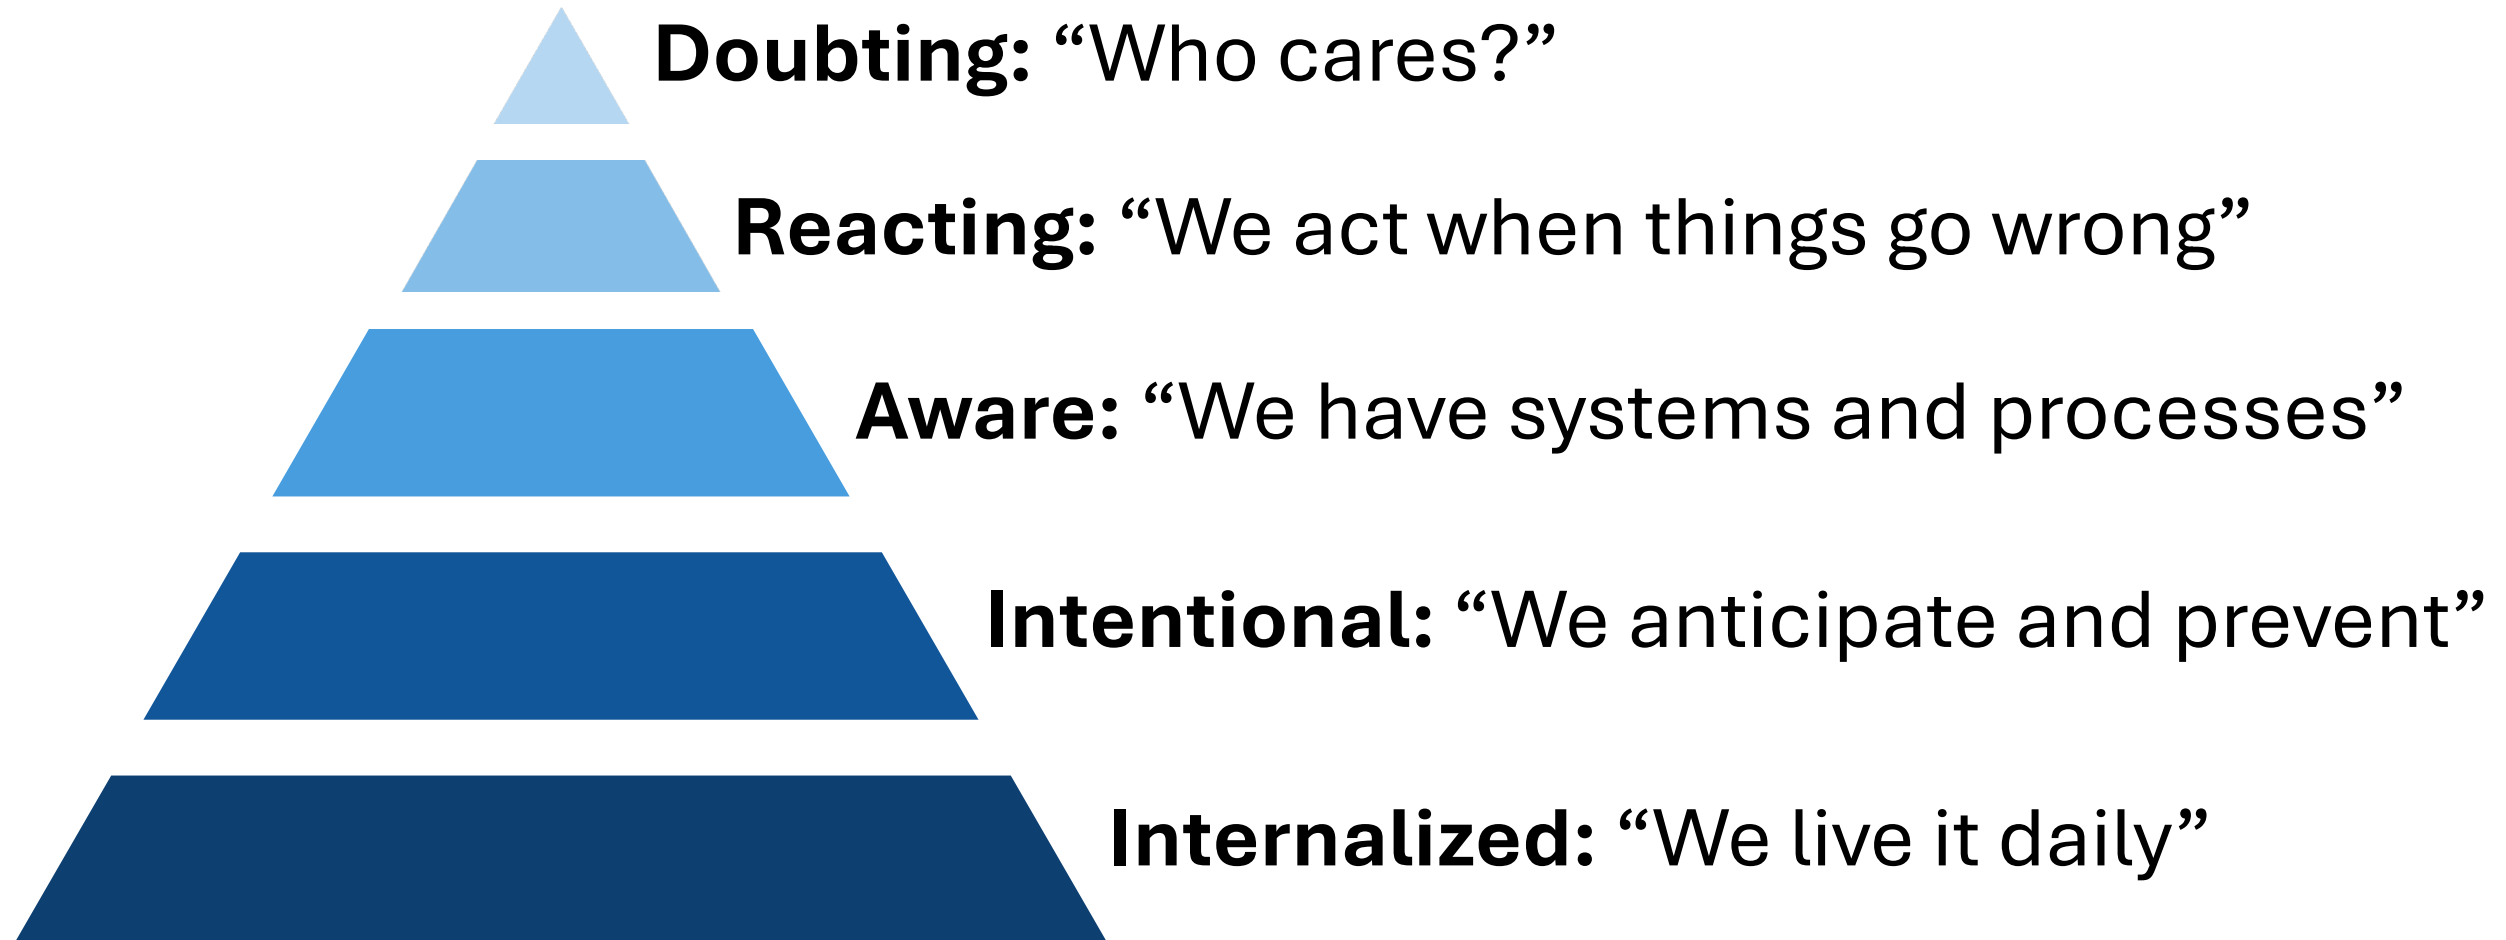 Doubting: “Who cares?”
Reacting: “We act when things go wrong”
Aware: “We have systems and processes”
Intentional: “We anticipate and prevent”
Internalized: “We live it daily”